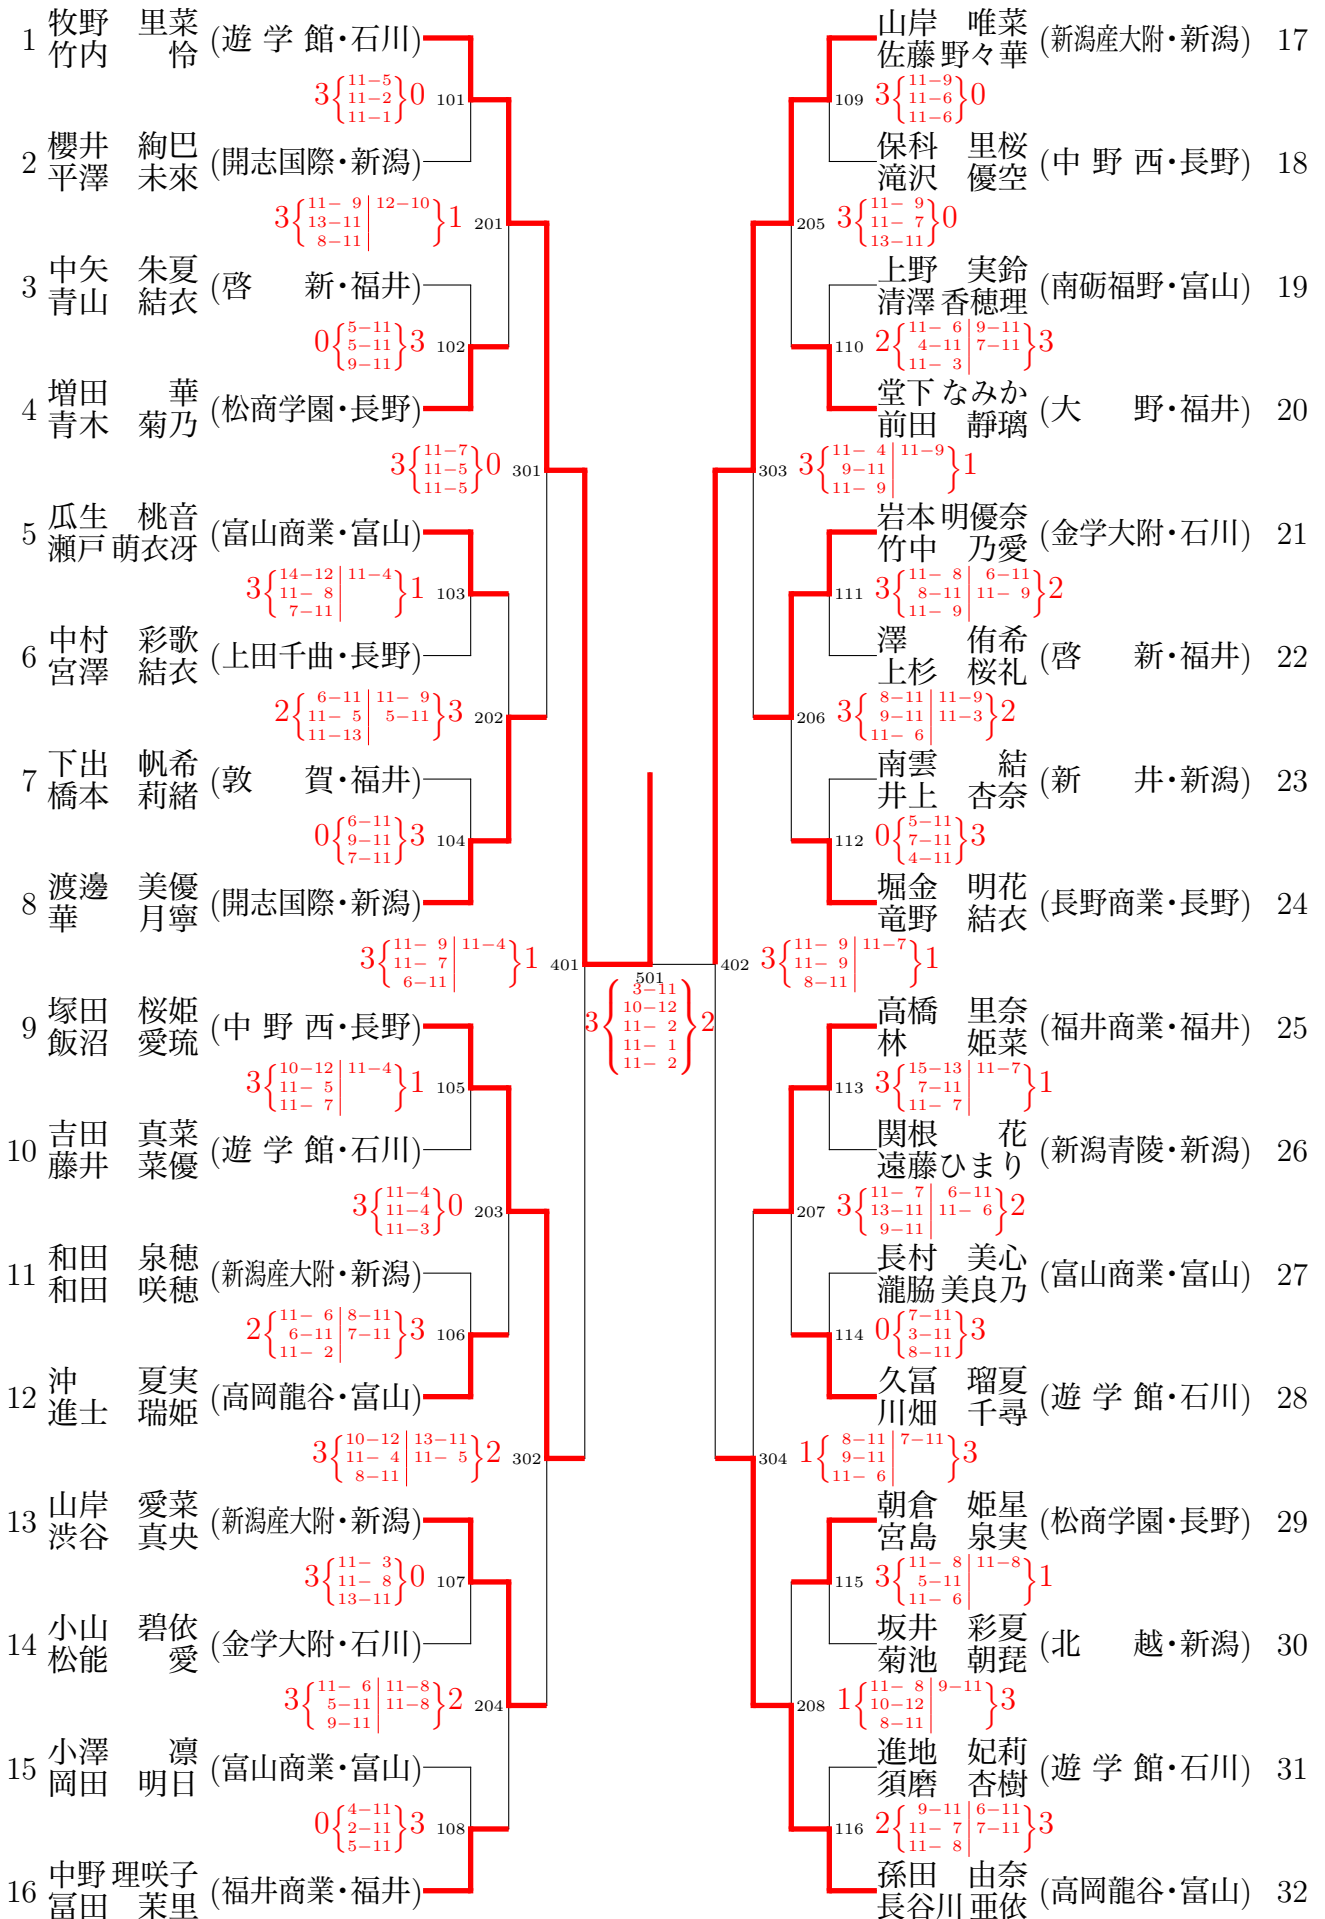 1 牧野 里菜 竹内 怜 (遊学館・石川)
3{11−5 11−2 11−1}0 101
2 櫻井 絢巴 平澤 未來 (開志国際・新潟)
3{11−9 13−11 8−11 | 12−10}1 201
3 中矢 朱夏 青山 結衣 (啓新・福井)
0{5−11 5−11 9−11}3 102
4 増田 華 青木 菊乃 (松商学園・長野)
3{11−7 11−5 11−5}0 301
5 瓜生 桃音 瀬戸 萌衣冴 (富山商業・富山)
3{14−12 11−8 7−11 | 11−4}1 103
6 中村 彩歌 宮澤 結衣 (上田千曲・長野)
2{6−11 11−5 11−13 | 11−9 5−11}3 202
7 下出 帆希 橋本 莉緒 (敦賀・福井)
0{6−11 9−11 7−11}3 104
8 渡邊 美優 華 月寧 (開志国際・新潟)
3{11−9 11−7 6−11 | 11−4}1 401
9 塚田 桜姫 飯沼 愛琉 (中野西・長野)
3{10−12 11−5 11−7 | 11−4}1 105
10 吉田 真菜 藤井 菜優 (遊学館・石川)
3{11−4 11−4 11−3}0 203
11 和田 泉穂 和田 咲穂 (新潟産大附・新潟)
2{11−6 6−11 11−2 | 8−11 7−11}3 106
12 沖 夏実 進士 瑞姫 (高岡龍谷・富山)
3{10−12 11−4 8−11 | 13−11 11−5}2 302
13 山岸 愛菜 渋谷 真央 (新潟産大附・新潟)
3{11−3 11−8 13−11}0 107
14 小山 碧依 松能 愛 (金学大附・石川)
3{11−6 5−11 9−11 | 11−8 11−8}2 204
15 小澤 凛 岡田 明日 (富山商業・富山)
0{4−11 2−11 5−11}3 108
16 中野 理咲子 冨田 茉里 (福井商業・福井)
501
3{3−11 10−12 11−2 11−1 11−2}2
山岸 唯菜 佐藤 野々華 (新潟産大附・新潟) 17
109 3{11−9 11−6 11−6}0
保科 里桜 滝沢 優空 (中野西・長野) 18
205 3{11−9 11−7 13−11}0
上野 実鈴 清澤 香穂理 (南砺福野・富山) 19
110 2{11−6 4−11 11−3 | 9−11 7−11}3
堂下 なみか 前田 静璃 (大野・福井) 20
303 3{11−4 9−11 11−9 | 11−9}1
岩本 明優奈 竹中 乃愛 (金学大附・石川) 21
111 3{11−8 8−11 11−9 | 6−11 11−9}2
澤 侑希 上杉 桜礼 (啓新・福井) 22
206 3{8−11 9−11 11−6 | 11−9 11−3}2
南雲 結 井上 杏奈 (新井・新潟) 23
112 0{5−11 7−11 4−11}3
堀金 明花 竜野 結衣 (長野商業・長野) 24
402 3{11−9 11−9 8−11 | 11−7}1
高橋 里奈 林 姫菜 (福井商業・福井) 25
113 3{15−13 7−11 11−7 | 11−7}1
関根 花 遠藤 ひまり (新潟青陵・新潟) 26
207 3{11−7 13−11 9−11 | 6−11 11−6}2
長村 美心 瀧脇 美良乃 (富山商業・富山) 27
114 0{7−11 3−11 8−11}3
久冨 瑠夏 川畑 千尋 (遊学館・石川) 28
304 1{8−11 9−11 11−6 | 7−11}3
朝倉 姫星 宮島 泉実 (松商学園・長野) 29
115 3{11−8 5−11 11−6 | 11−8}1
坂井 彩夏 菊池 朝琵 (北越・新潟) 30
208 1{11−8 10−12 8−11 | 9−11}3
進地 妃莉 須磨 杏樹 (遊学館・石川) 31
116 2{9−11 11−7 11−8 | 6−11 7−11}3
孫田 由奈 長谷川 亜依 (高岡龍谷・富山) 32